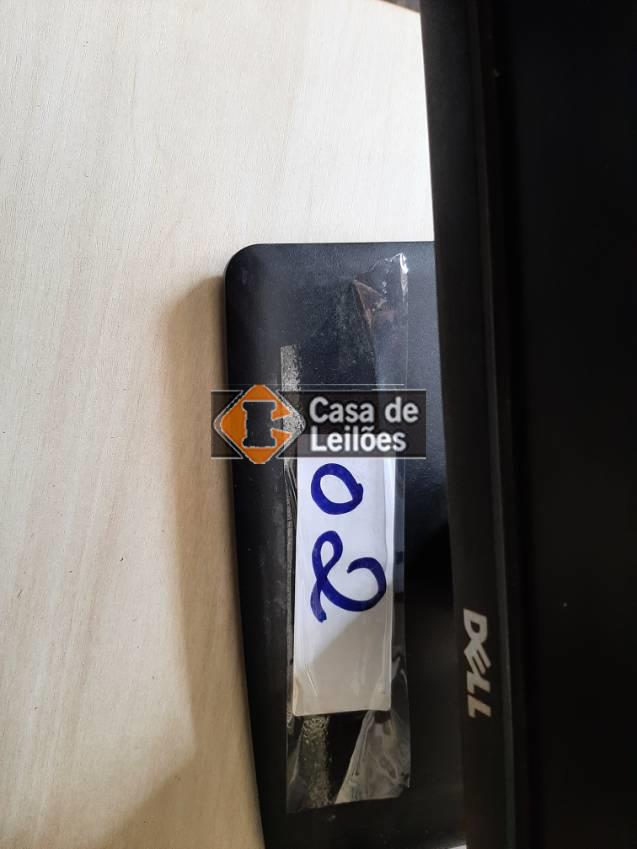 Casa de
Leilões
02
DELL